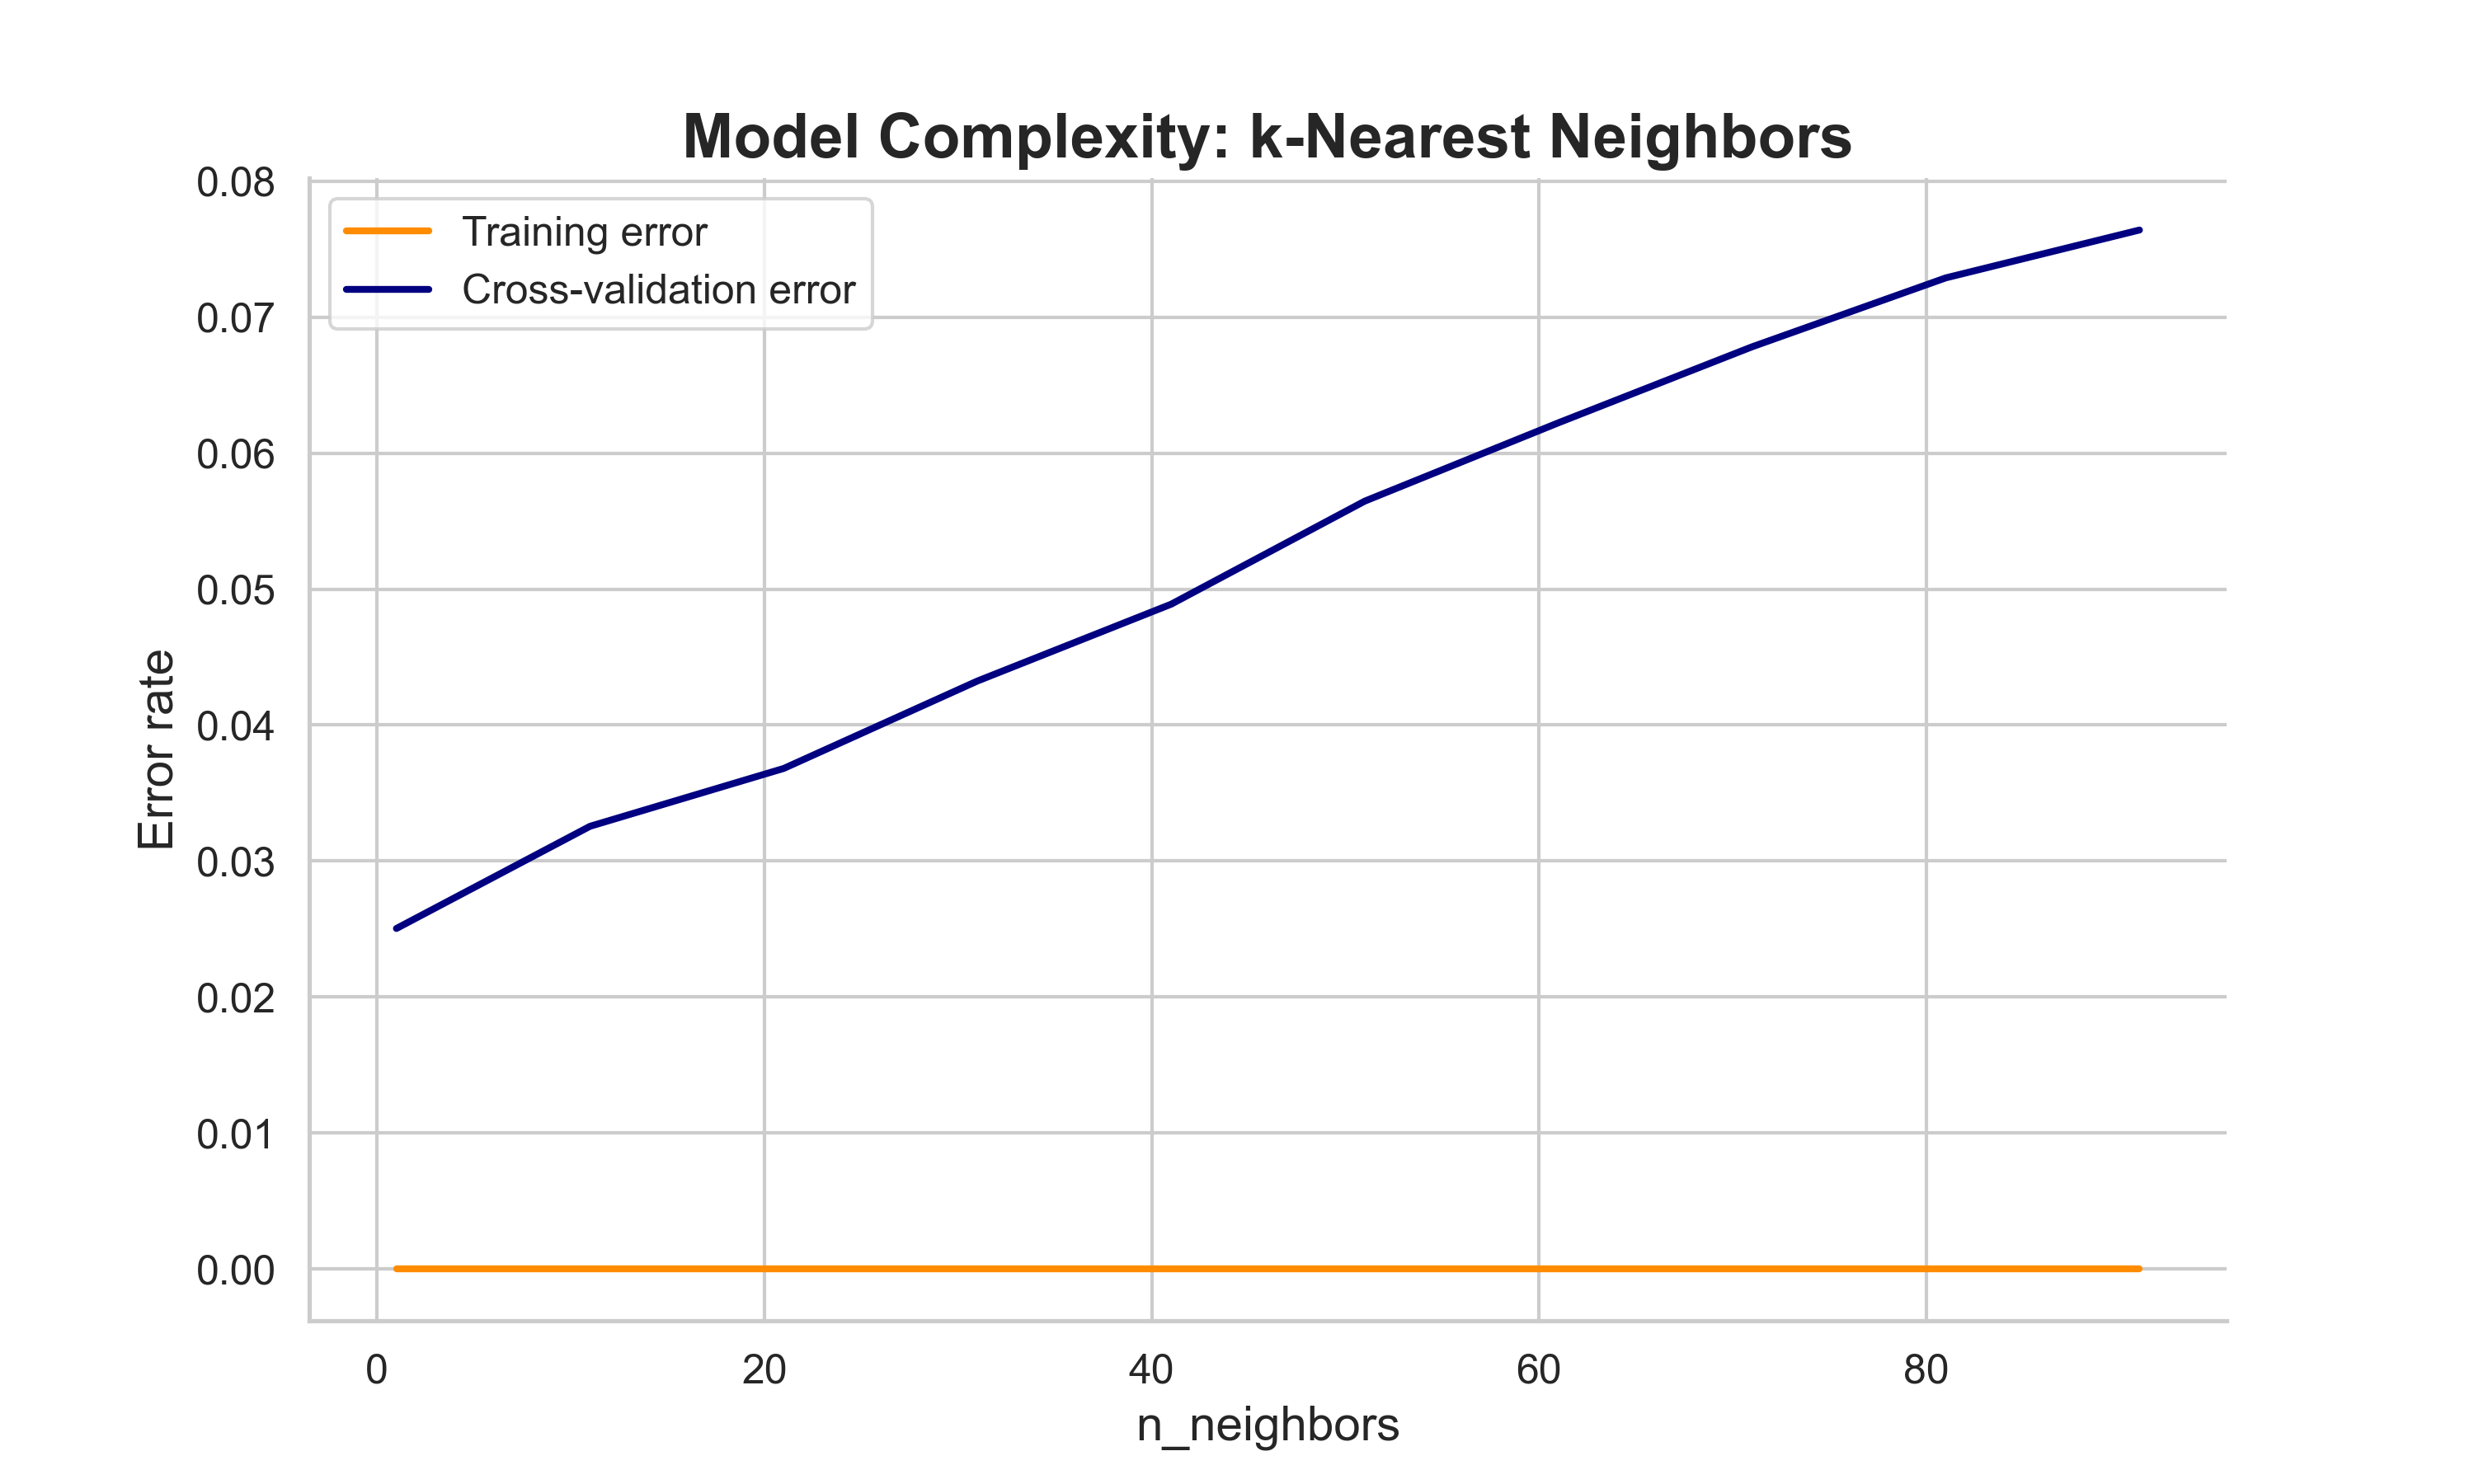 Model Complexity: k-Nearest Neighbors
0.08
0.07
0.06
0.05
0.04
0.03
0.02
0.01
0.00
Error rate
Training error
Cross-validation error
0 20 40 60 80
n_neighbors